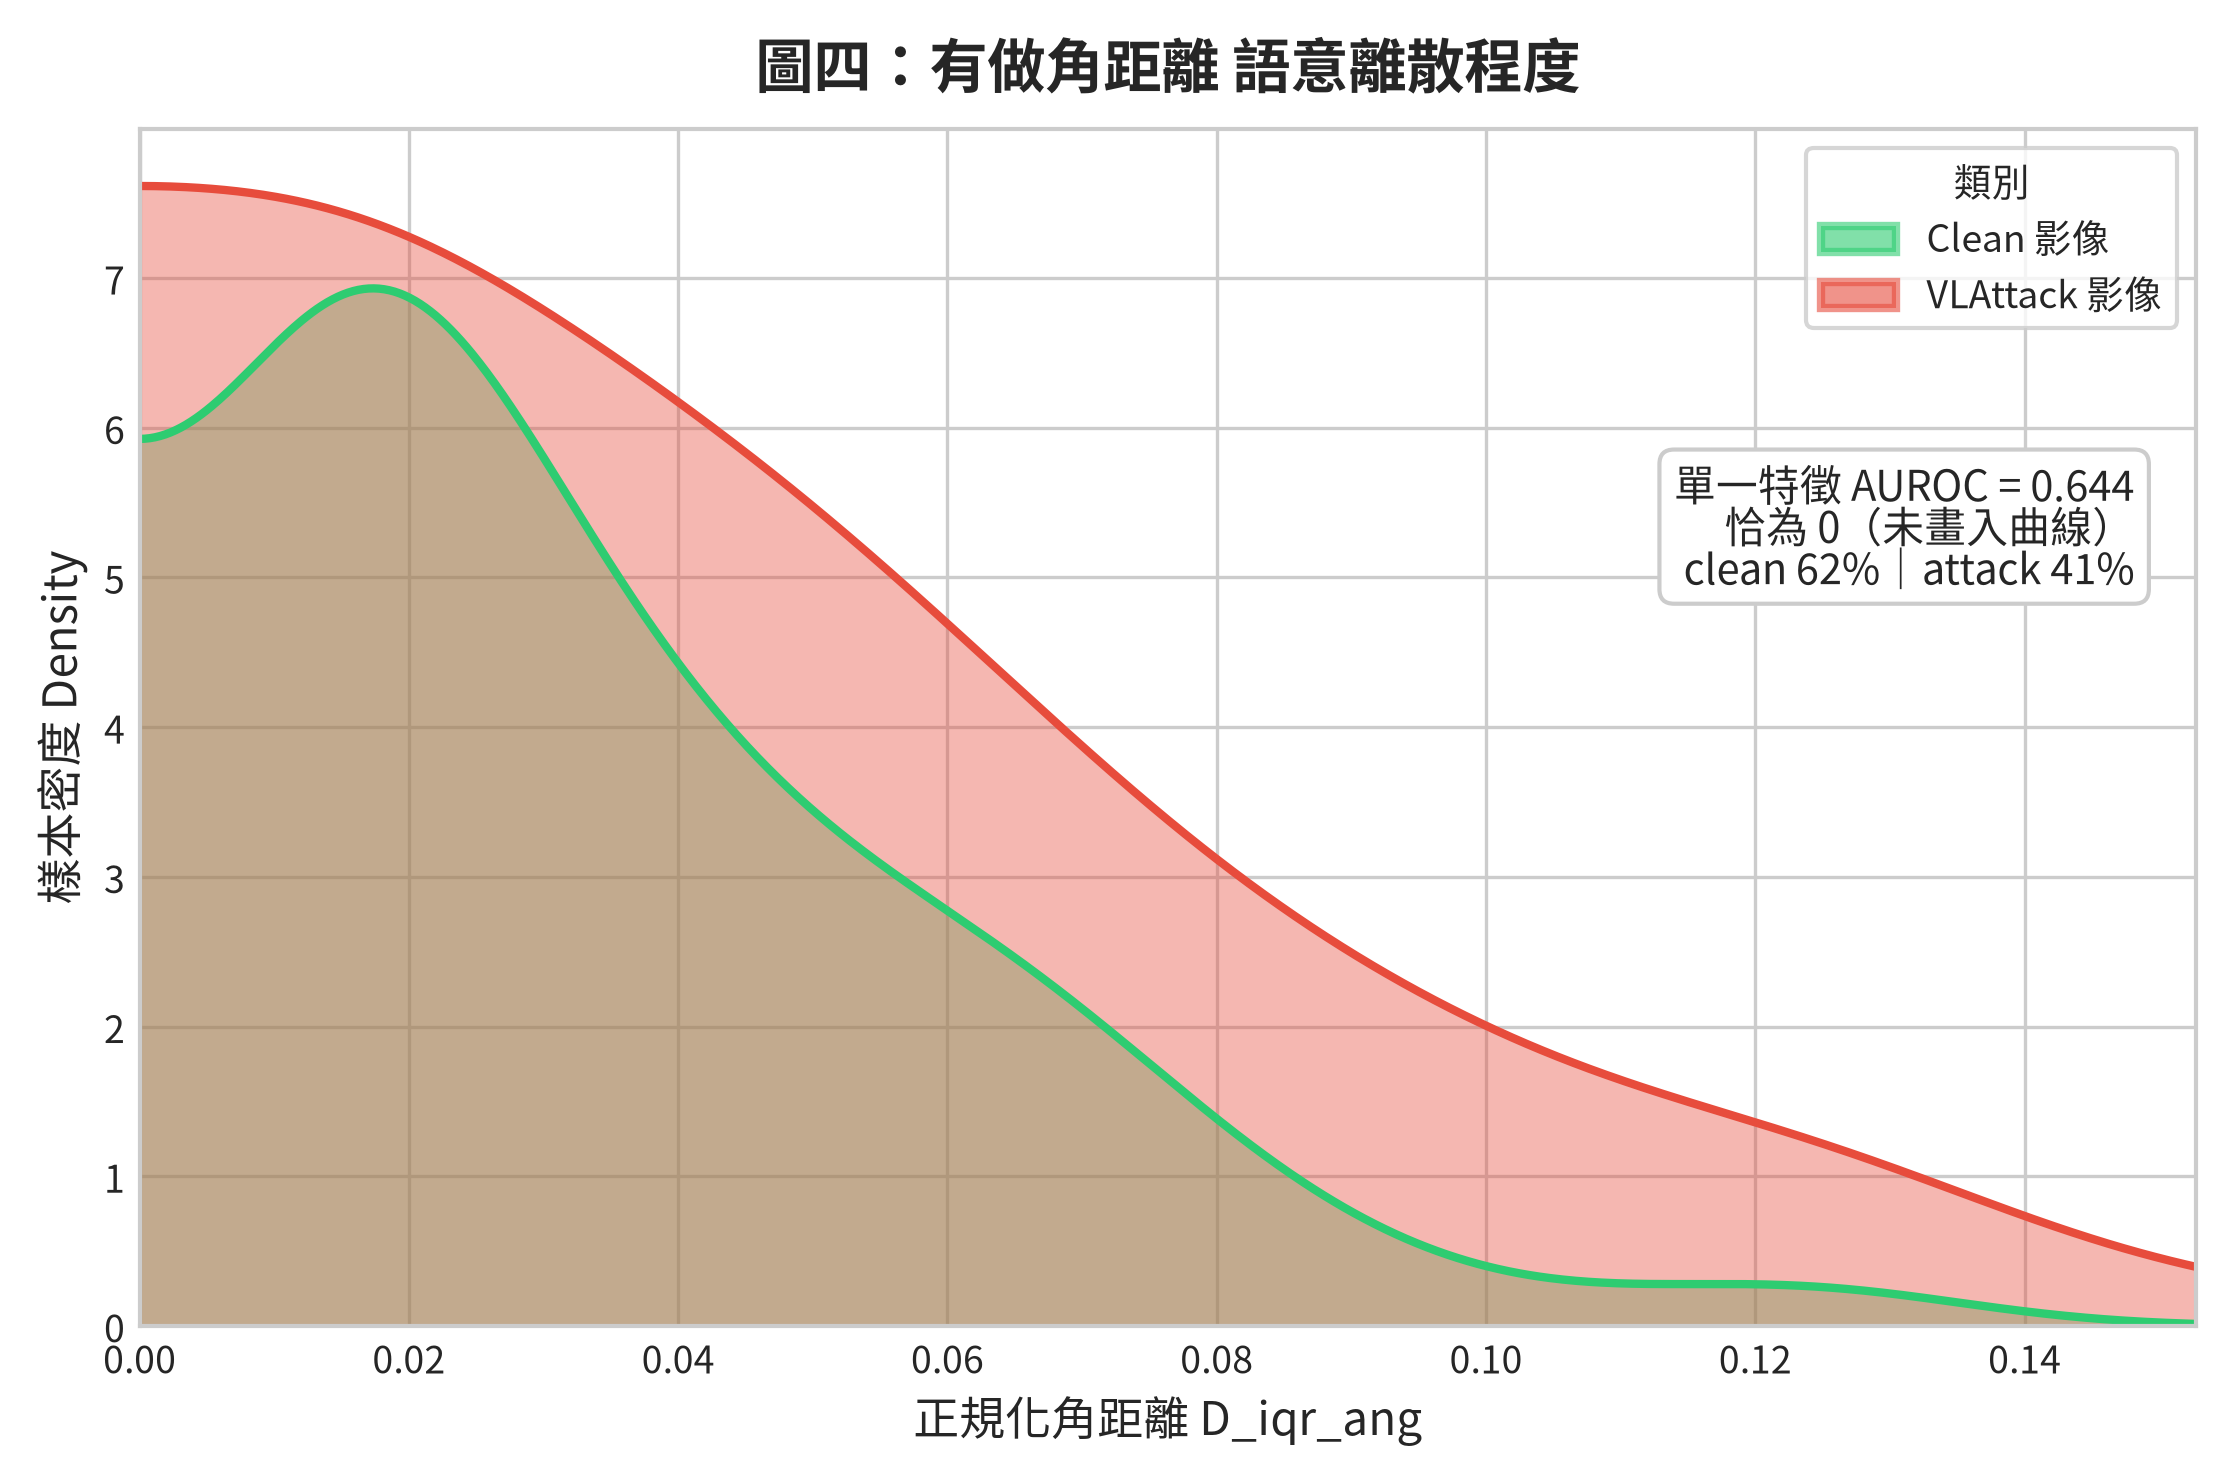 圖四：有做角距離 語意離散程度
類別
Clean 影像
VLAttack 影像
單一特徵 AUROC = 0.644
恰為 0（未畫入曲線）
clean 62%｜attack 41%
樣本密度 Density
7
6
5
4
3
2
1
0
0.00 0.02 0.04 0.06 0.08 0.10 0.12 0.14
正規化角距離 D_iqr_ang